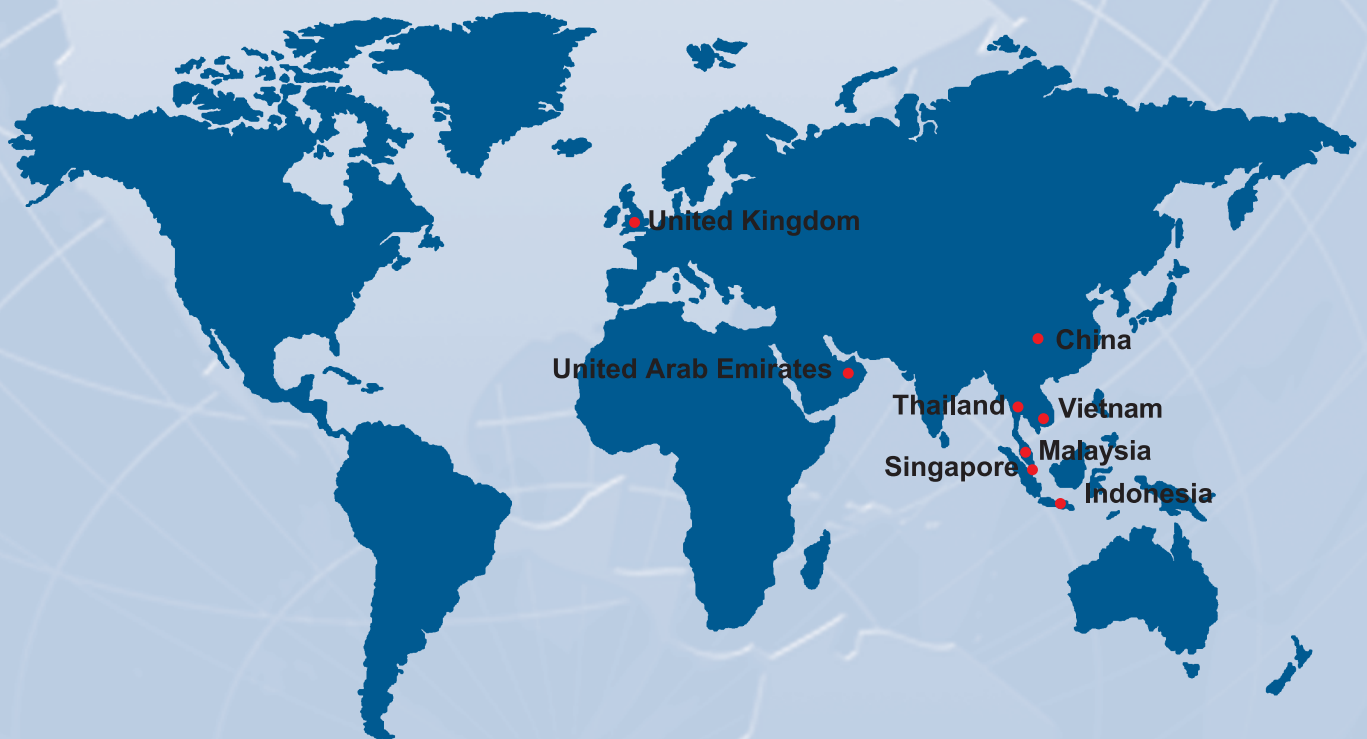 United Kingdom
China
United Arab Emirates
Thailand
Vietnam
Malaysia
Singapore
Indonesia